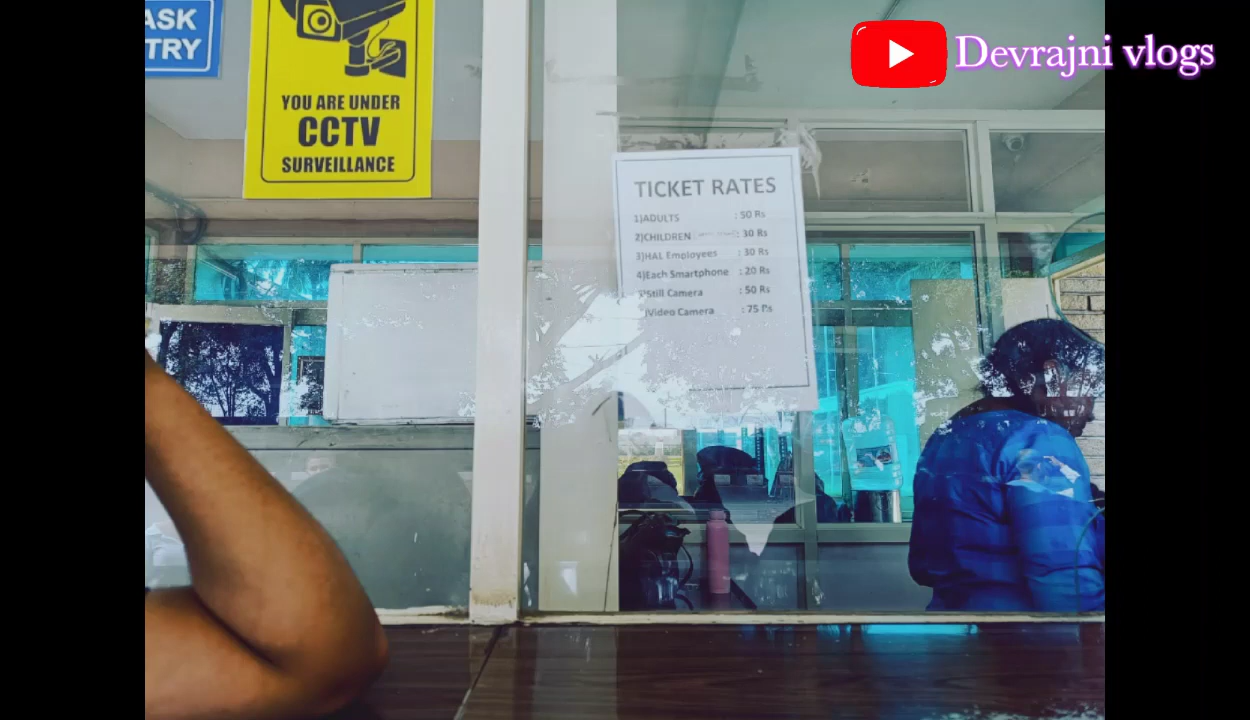 ASK
TRY
YOU ARE UNDER
CCTV
SURVEILLANCE
Devrajni vlogs
TICKET RATES
1)ADULTS : 50 Rs
2)CHILDREN : 30 Rs
3)HAL Employees : 30 Rs
4)Each Smartphone : 20 Rs
Still Camera : 50 Rs
Video Camera : 75 Rs